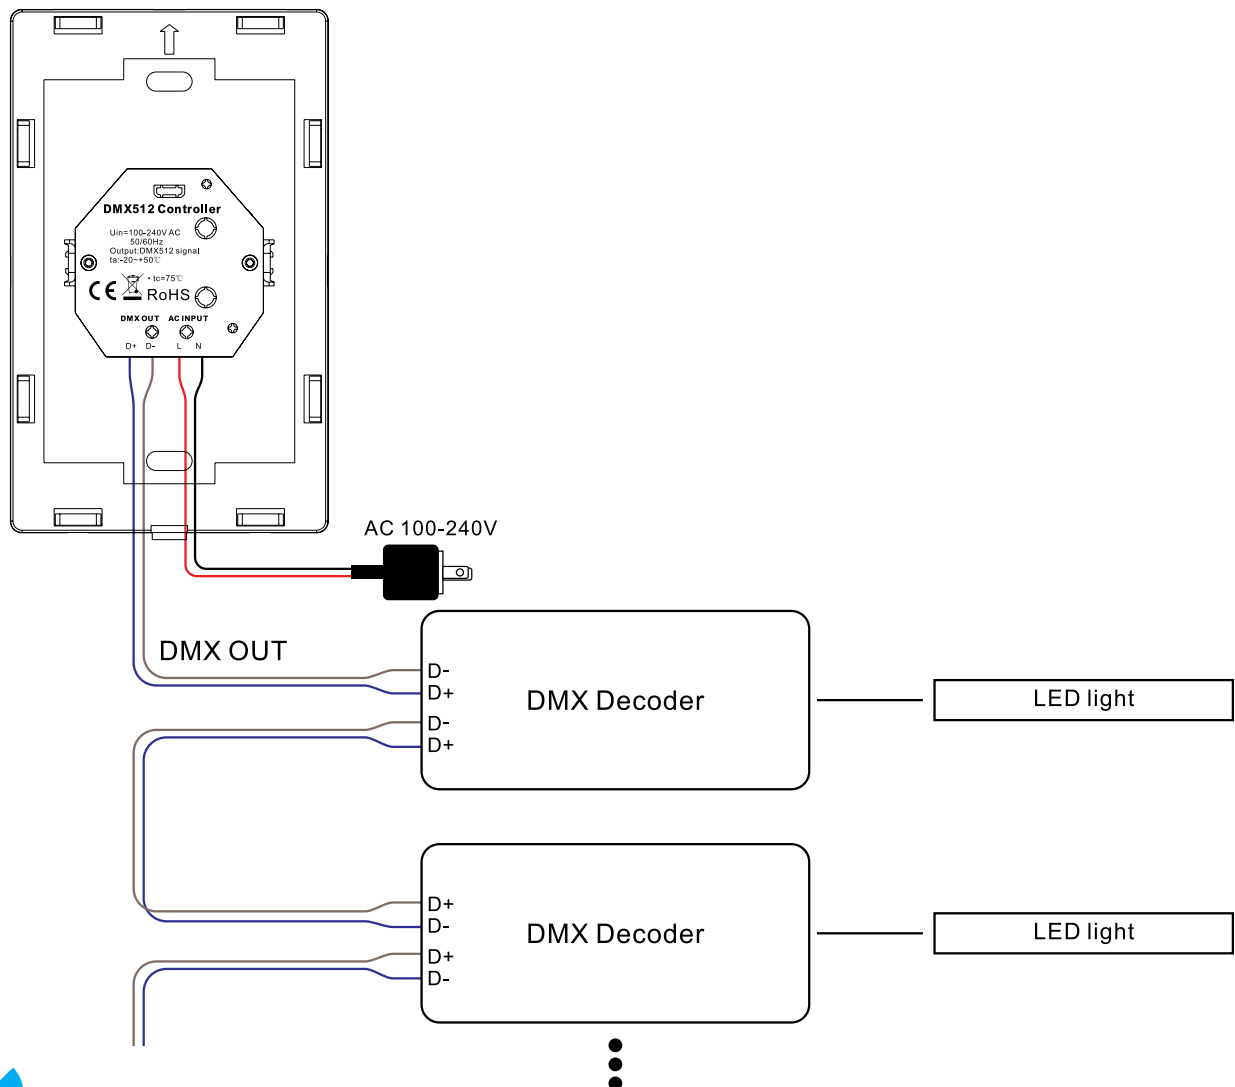 DMX512 Controller
Uin=100-240V AC
50/60Hz
Output:DMX512 signal
ta:-20~+50℃
• tc=75℃
CE RoHS
DMX OUT AC INPUT
D+ D- L N
AC 100-240V
DMX OUT
D-
D+
D-
D+
DMX Decoder
LED light
D+
D-
D+
D-
DMX Decoder
LED light